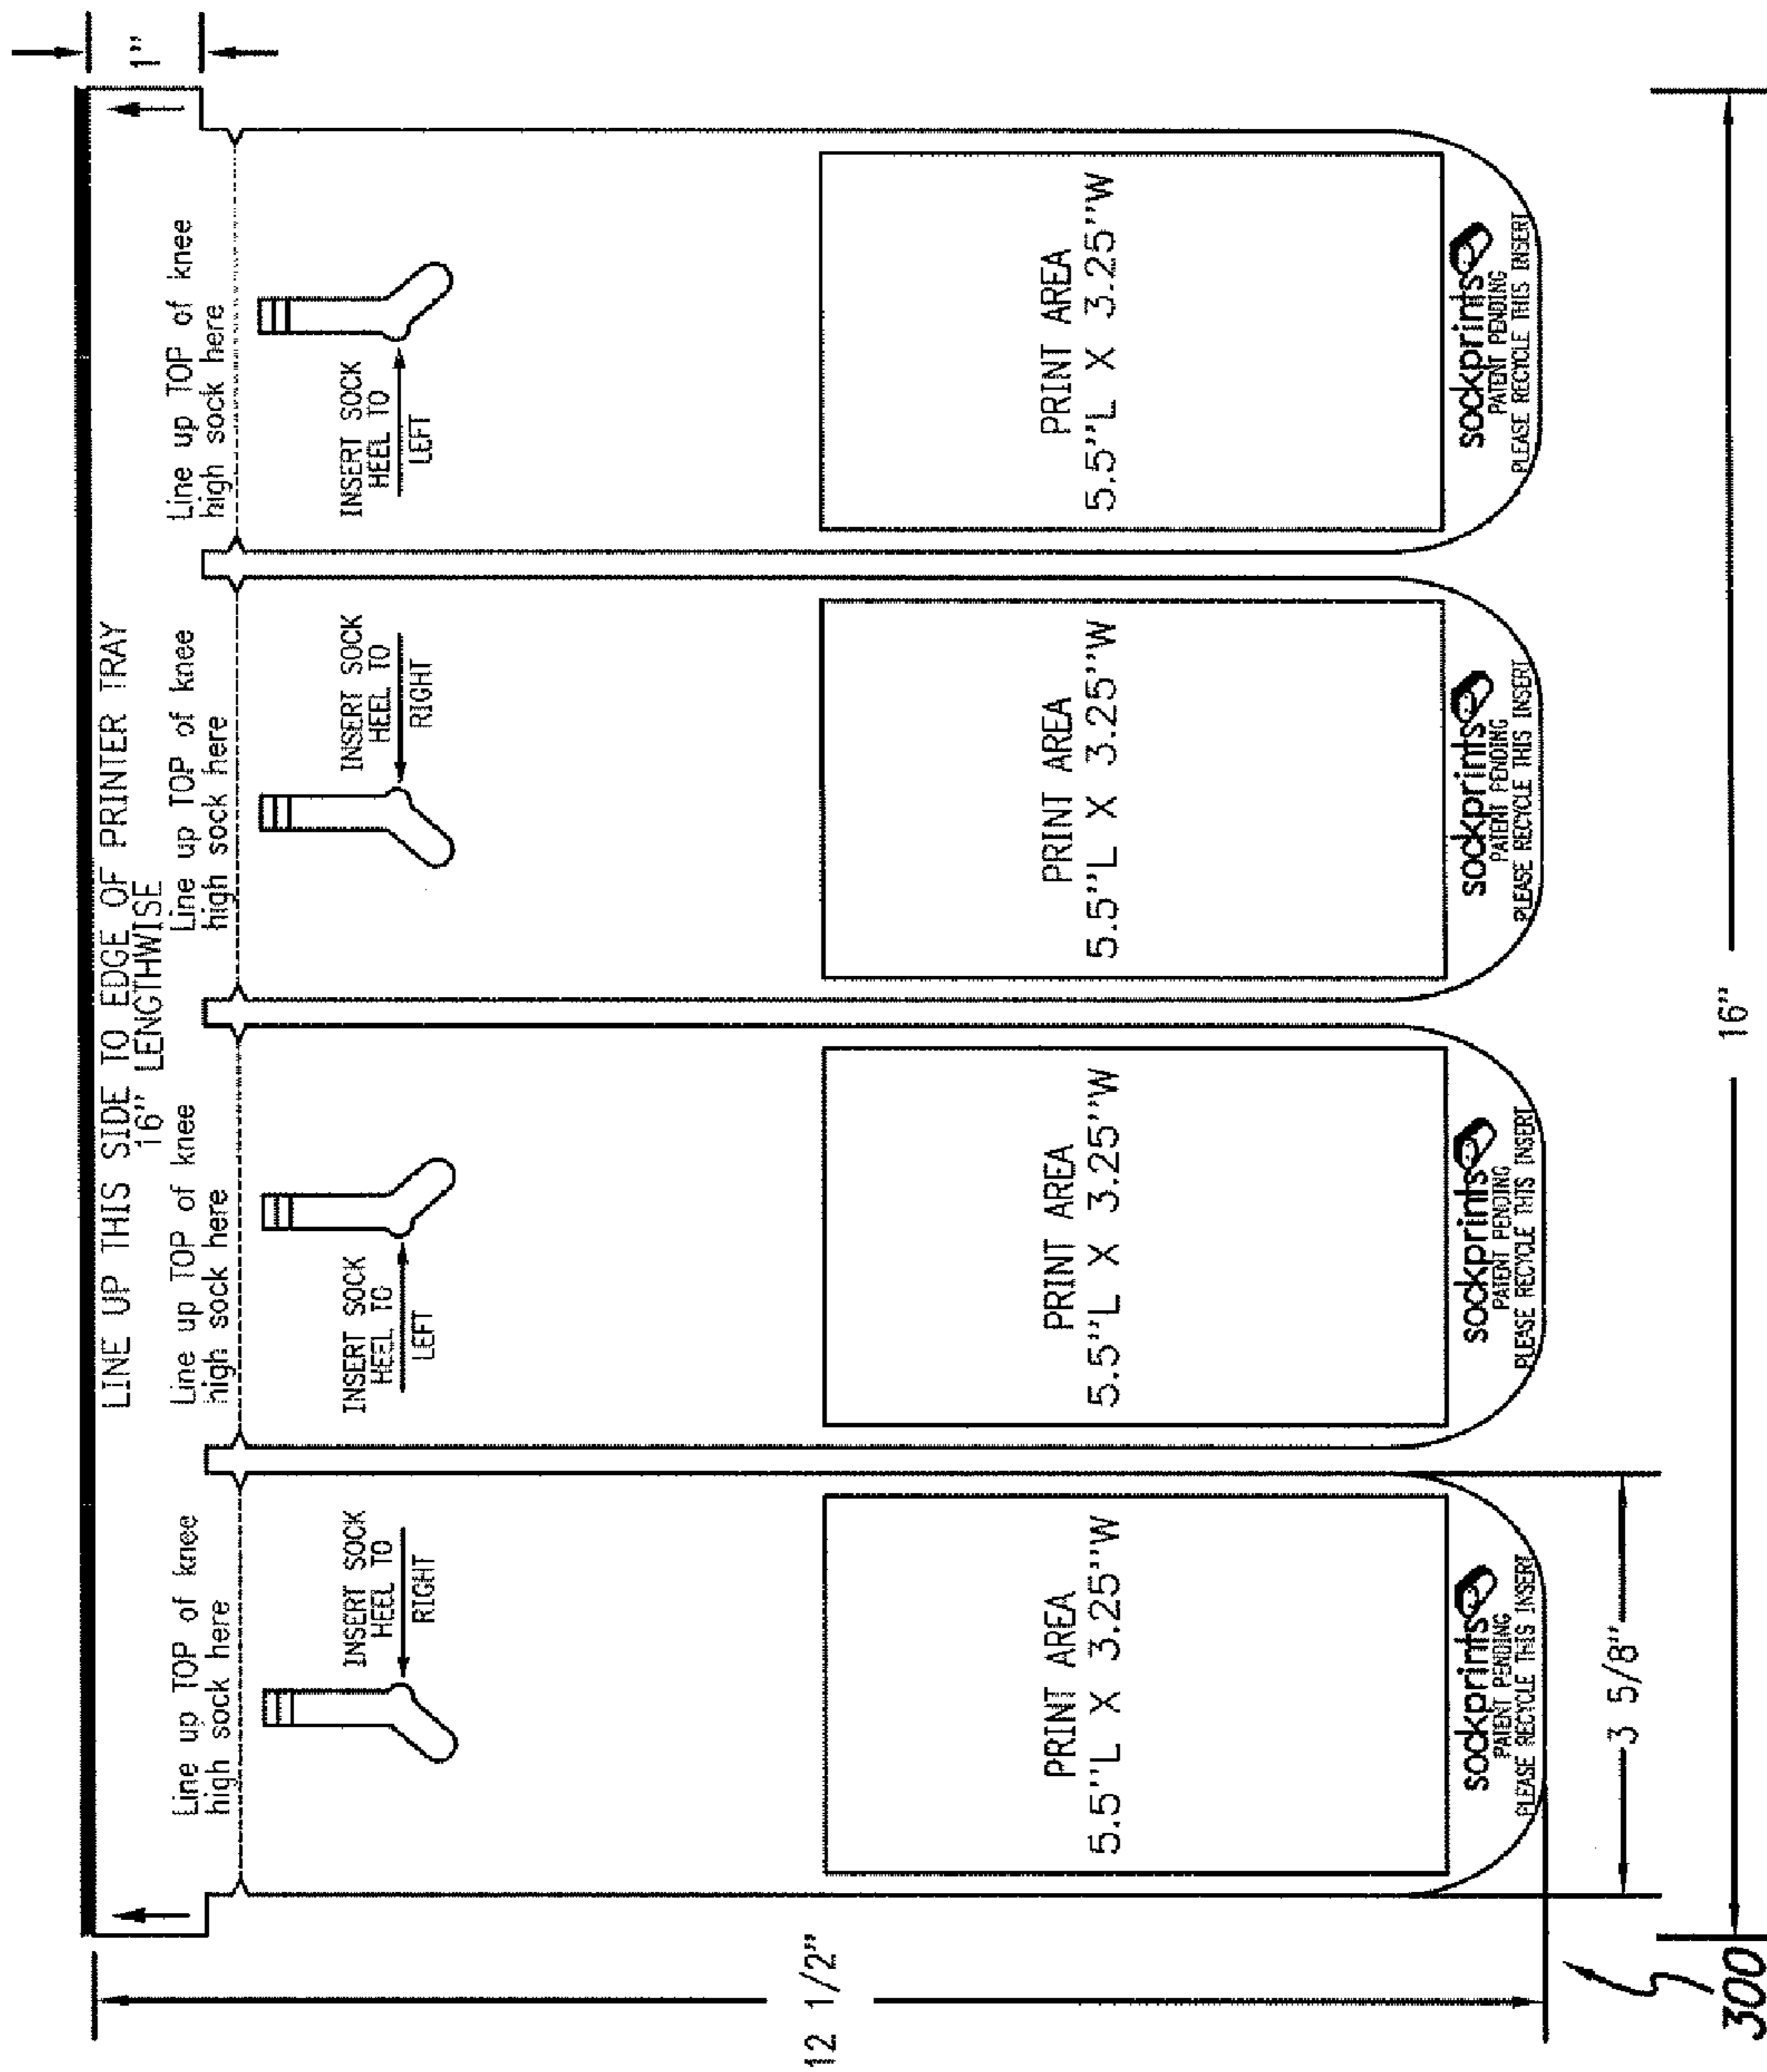 LINE UP THIS SIDE TO EDGE OF PRINTER TRAY
16" LENGTHWISE
1"
Line up TOP of knee
high sock here
INSERT SOCK
HEEL TO
RIGHT
PRINT AREA
5.5"L X 3.25"W
sockprints
PATENT PENDING
PLEASE RECYCLE THIS INSERT
Line up TOP of knee
high sock here
INSERT SOCK
HEEL TO
LEFT
PRINT AREA
5.5"L X 3.25"W
sockprints
PATENT PENDING
PLEASE RECYCLE THIS INSERT
Line up TOP of knee
high sock here
INSERT SOCK
HEEL TO
RIGHT
PRINT AREA
5.5"L X 3.25"W
sockprints
PATENT PENDING
PLEASE RECYCLE THIS INSERT
Line up TOP of knee
high sock here
INSERT SOCK
HEEL TO
LEFT
PRINT AREA
5.5"L X 3.25"W
sockprints
PATENT PENDING
PLEASE RECYCLE THIS INSERT
12 1/2"
3 5/8"
16"
300